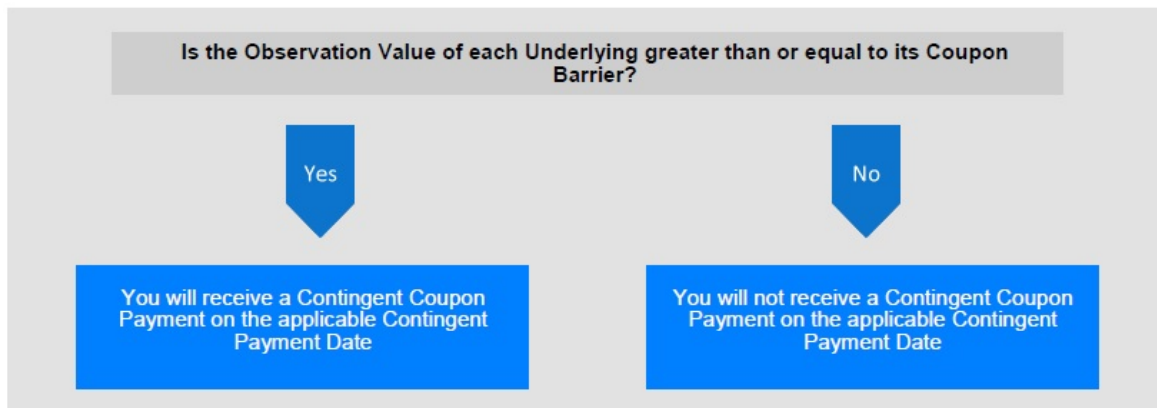 Is the Observation Value of each Underlying greater than or equal to its Coupon
Barrier?
Yes
No
You will receive a Contingent Coupon
Payment on the applicable Contingent
Payment Date
You will not receive a Contingent Coupon
Payment on the applicable Contingent
Payment Date